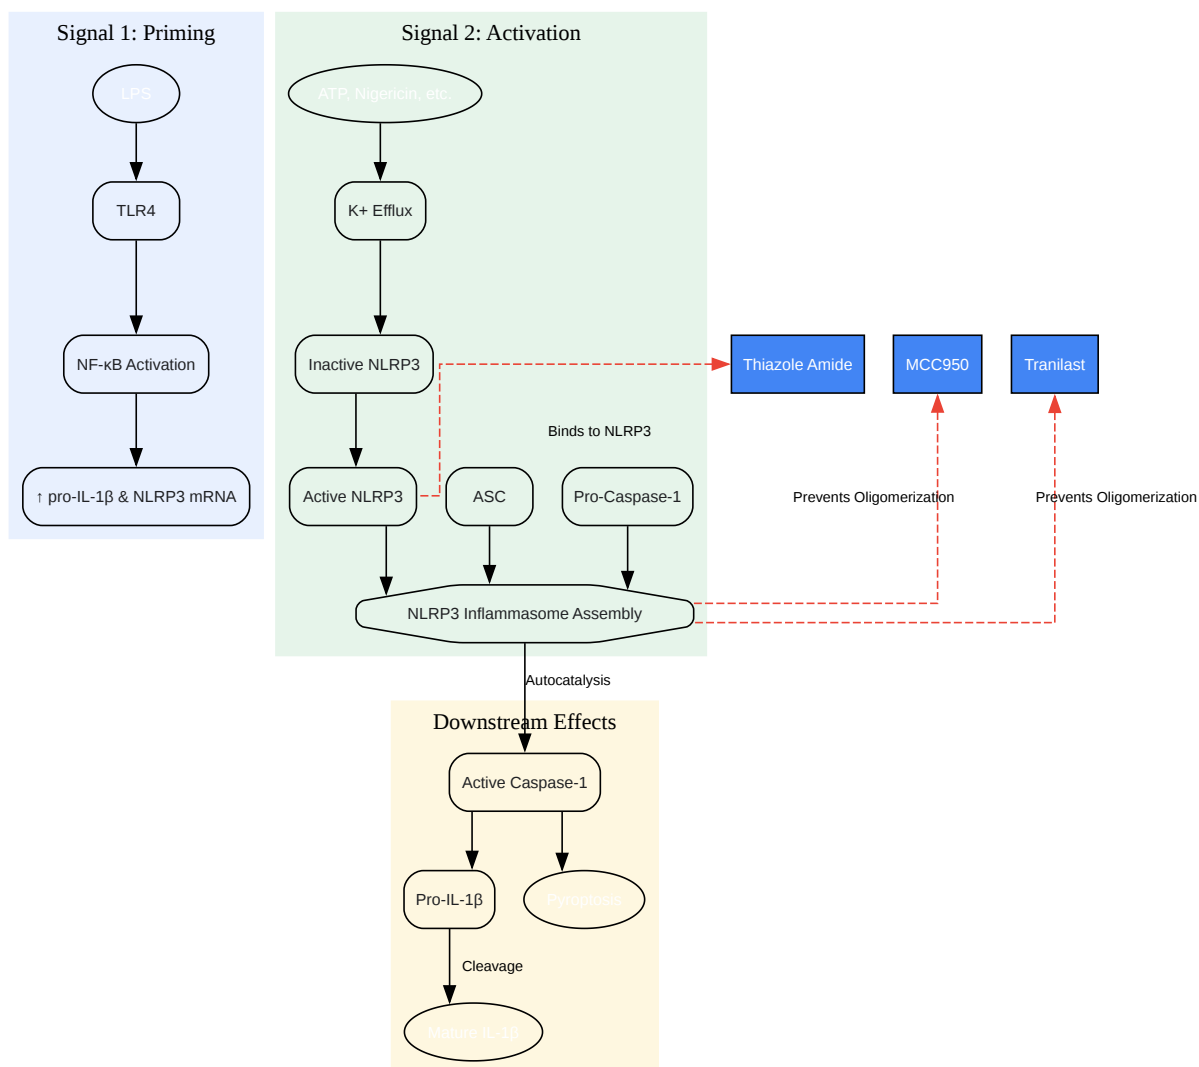 Signal 1: Priming
LPS
TLR4
NF-κB Activation
↑ pro-IL-1β & NLRP3 mRNA
Signal 2: Activation
ATP, Nigericin, etc.
K+ Efflux
Inactive NLRP3
Active NLRP3
ASC
Pro-Caspase-1
NLRP3 Inflammasome Assembly
Binds to NLRP3
Thiazole Amide
MCC950
Tranilast
Prevents Oligomerization
Prevents Oligomerization
Autocatalysis
Downstream Effects
Active Caspase-1
Pro-IL-1β
Pyroptosis
Cleavage
Mature IL-1β